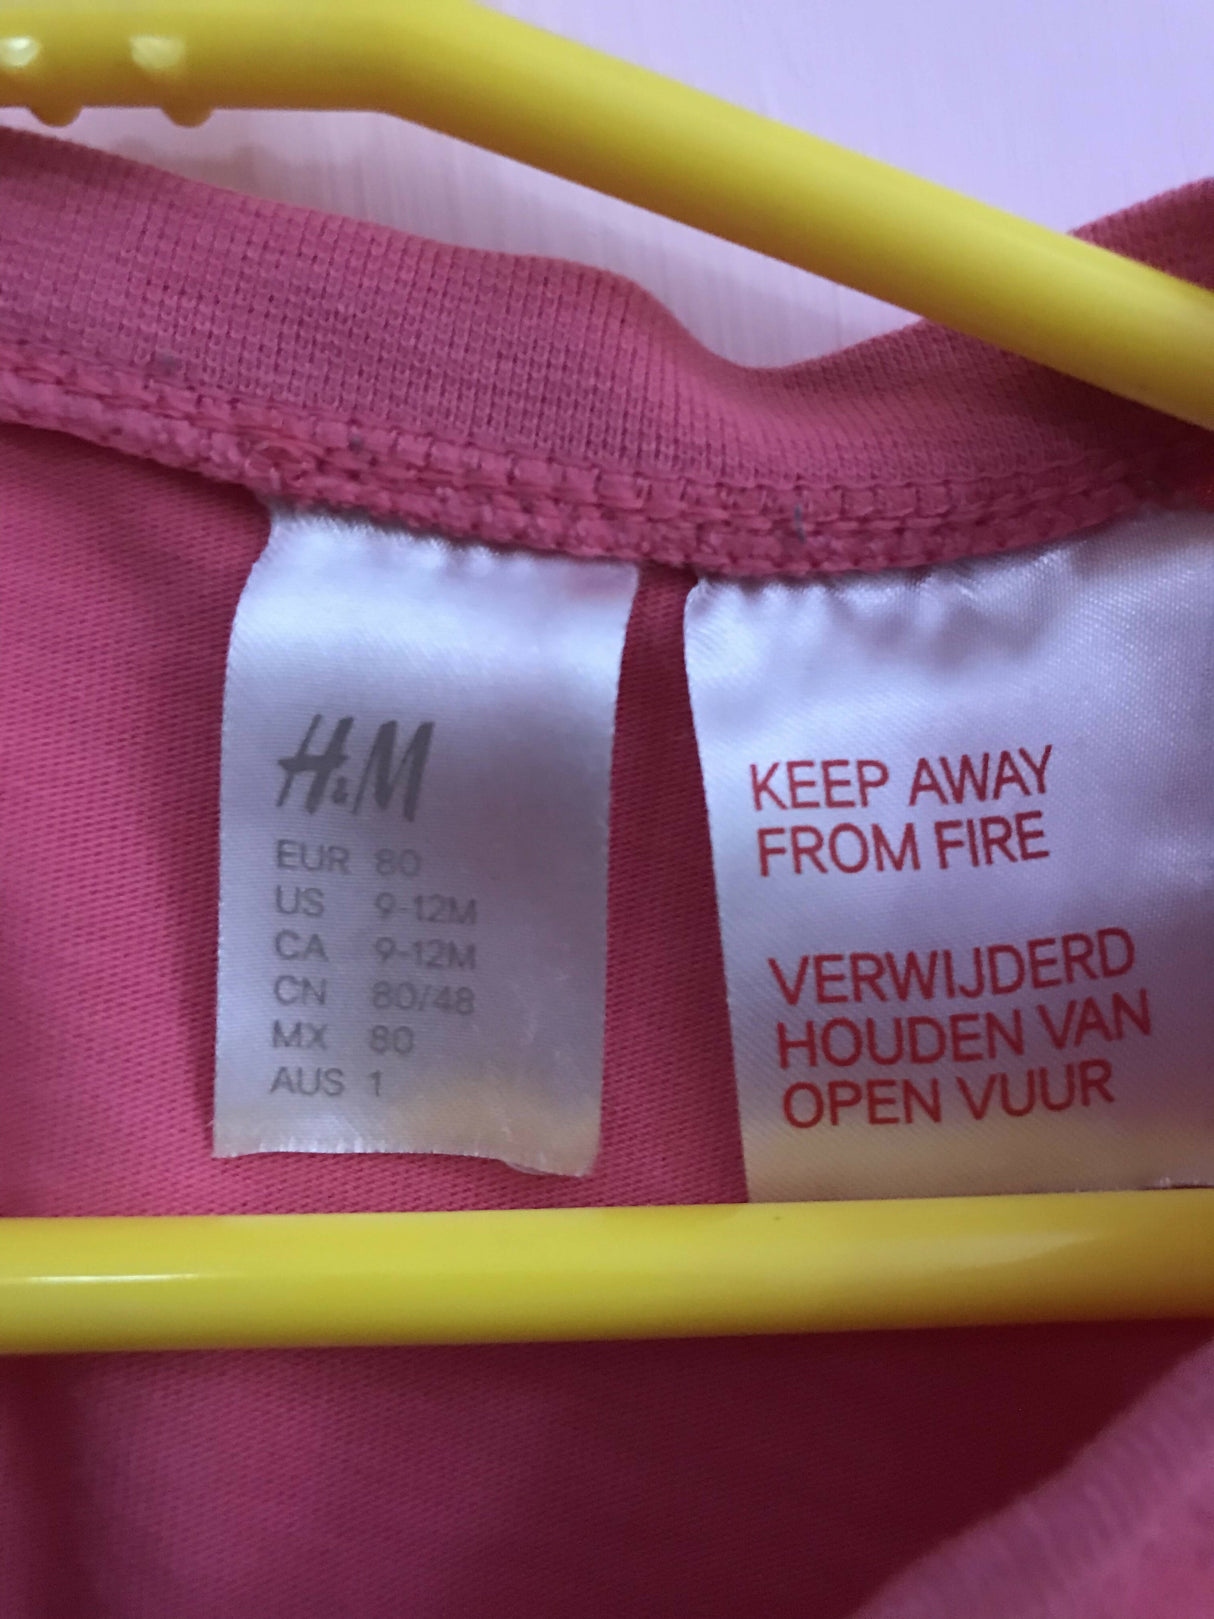 H&M
EUR 80
US 9-12M
CA 9-12M
CN 80/48
MX 80
AUS 1
KEEP AWAY
FROM FIRE
VERWIJDERD
HOUDEN VAN
OPEN VUUR